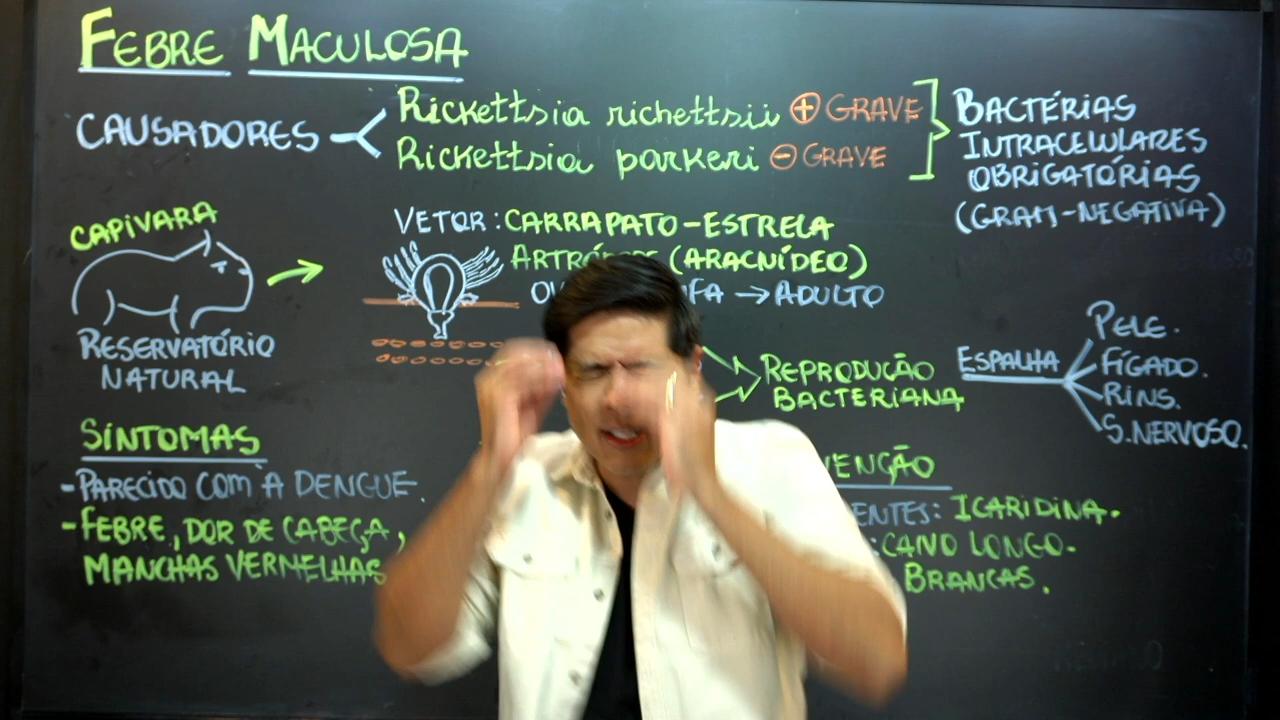 FEBRE MACULOSA
CAUSADORES
Rickettsia richettsii + GRAVE
Rickettsia parkeri - GRAVE
BACTÉRIAS
INTRACELULARES
OBRIGATÓRIAS
(GRAM-NEGATIVA)
CAPIVARA
RESERVATÓRIO
NATURAL
VETOR: CARRAPATO-ESTRELA
(ARACNÍDEO)
→ ADULTO
REPRODUÇÃO
BACTERIANA
ESPALHA
PELE.
FÍGADO.
RINS.
S.NERVOSO.
SINTOMAS
- PARECIDO COM A DENGUE.
- FEBRE, DOR DE CABEÇA,
MANCHAS VERMELHAS
VENÇÃO
ENTES: ICARIDINA.
: CANO LONGO.
BRANCAS.